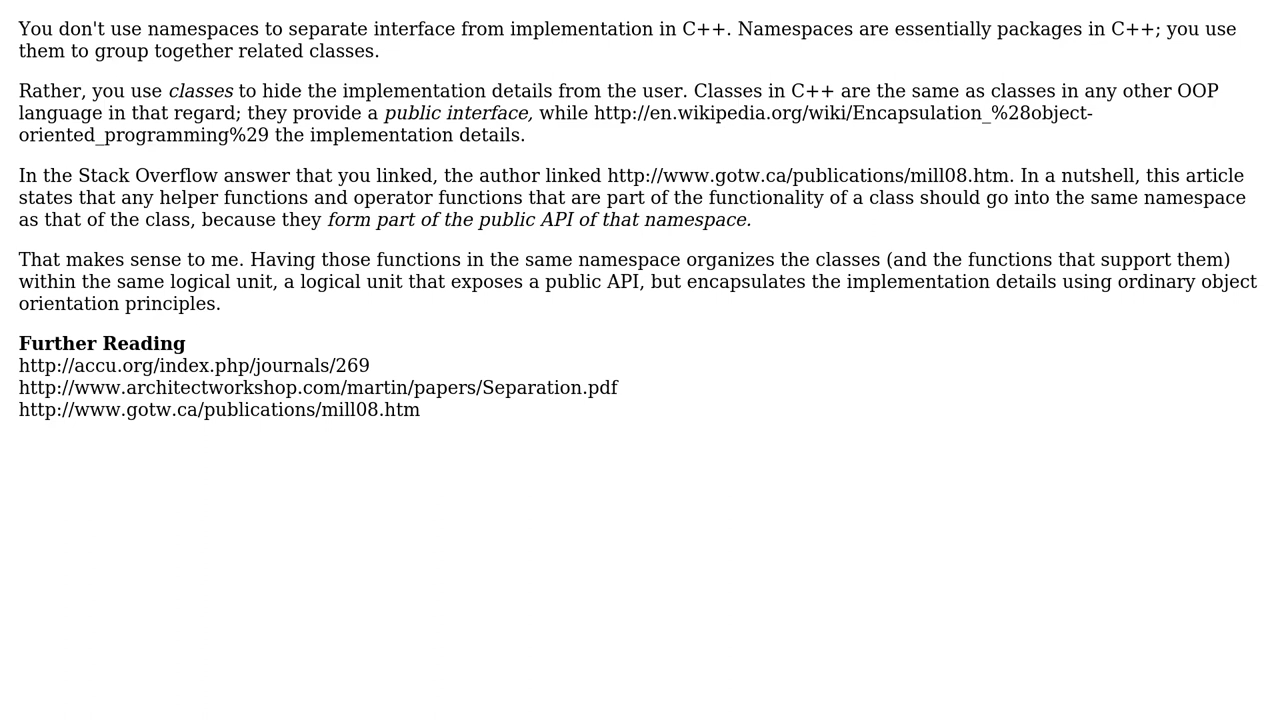 You don't use namespaces to separate interface from implementation in C++. Namespaces are essentially packages in C++; you use
them to group together related classes.
Rather, you use classes to hide the implementation details from the user. Classes in C++ are the same as classes in any other OOP
language in that regard; they provide a public interface, while http://en.wikipedia.org/wiki/Encapsulation_%28object-
oriented_programming%29 the implementation details.
In the Stack Overflow answer that you linked, the author linked http://www.gotw.ca/publications/mill08.htm. In a nutshell, this article
states that any helper functions and operator functions that are part of the functionality of a class should go into the same namespace
as that of the class, because they form part of the public API of that namespace.
That makes sense to me. Having those functions in the same namespace organizes the classes (and the functions that support them)
within the same logical unit, a logical unit that exposes a public API, but encapsulates the implementation details using ordinary object
orientation principles.
Further Reading
http://accu.org/index.php/journals/269
http://www.architectworkshop.com/martin/papers/Separation.pdf
http://www.gotw.ca/publications/mill08.htm